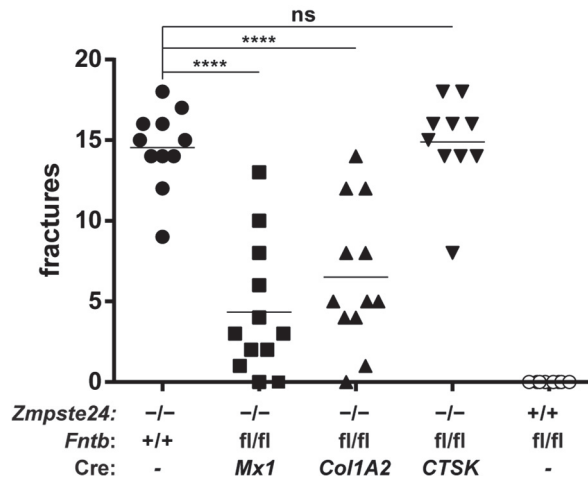 ns
****
****
20
15
10
5
0
fractures
Zmpste24: −/− −/− −/− −/− +/+
Fntb: +/+ fl/fl fl/fl fl/fl fl/fl
Cre: - Mx1 Col1A2 CTSK -